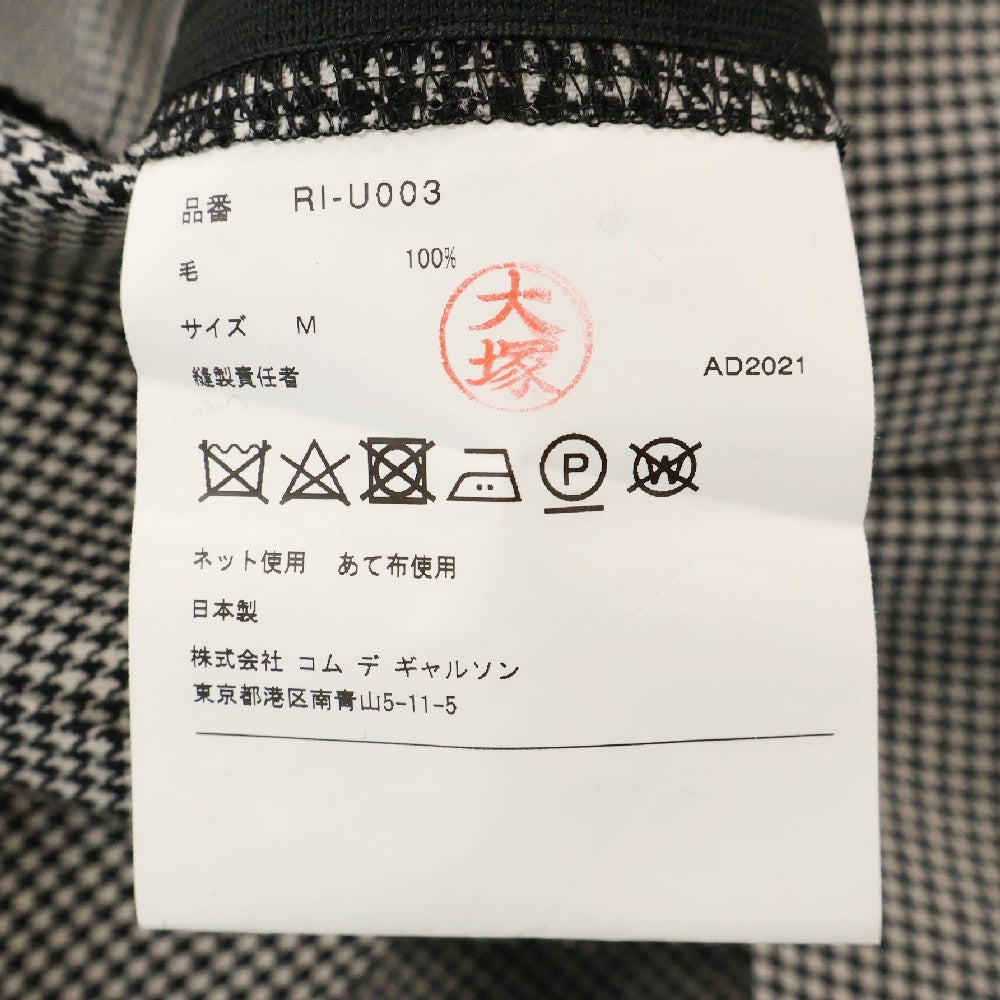 品番 RI-U003
毛 100%
サイズ M
縫製責任者
大塚
AD2021
P W
ネット使用 あて布使用
日本製
株式会社 コム デ ギャルソン
東京都港区南青山5-11-5